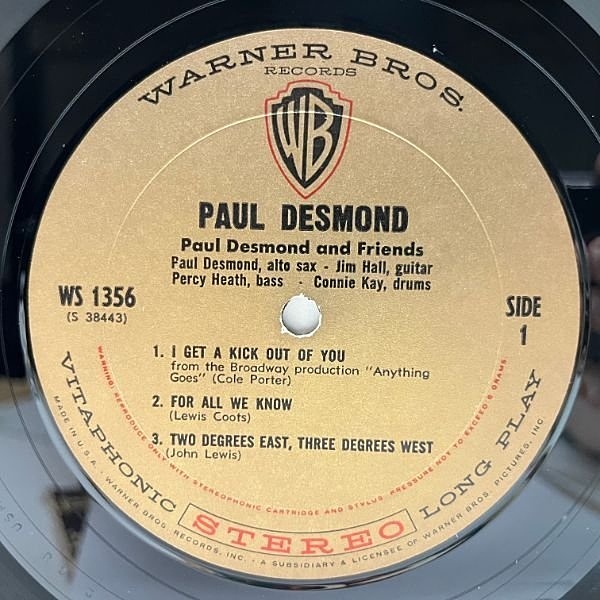 WARNER BROS.
RECORDS
WB
PAUL DESMOND
Paul Desmond and Friends
Paul Desmond, alto sax - Jim Hall, guitar
Percy Heath, bass - Connie Kay, drums
WS 1356
(S 38443)
SIDE
1
1. I GET A KICK OUT OF YOU
from the Broadway production "Anything
Goes" (Cole Porter)
2. FOR ALL WE KNOW
(Lewis Coots)
3. TWO DEGREES EAST, THREE DEGREES WEST
(John Lewis)
WARNING: REPRODUCE ONLY WITH STEREOPHONIC CARTRIDGE AND STYLUS. PRESSURE NOT TO EXCEED 6 GRAMS
VITAPHONIC STEREO LONG PLAY
MADE IN U.S.A. • WARNER BROS. RECORDS, INC. • A SUBSIDIARY & LICENSEE OF WARNER BROS. PICTURES, INC